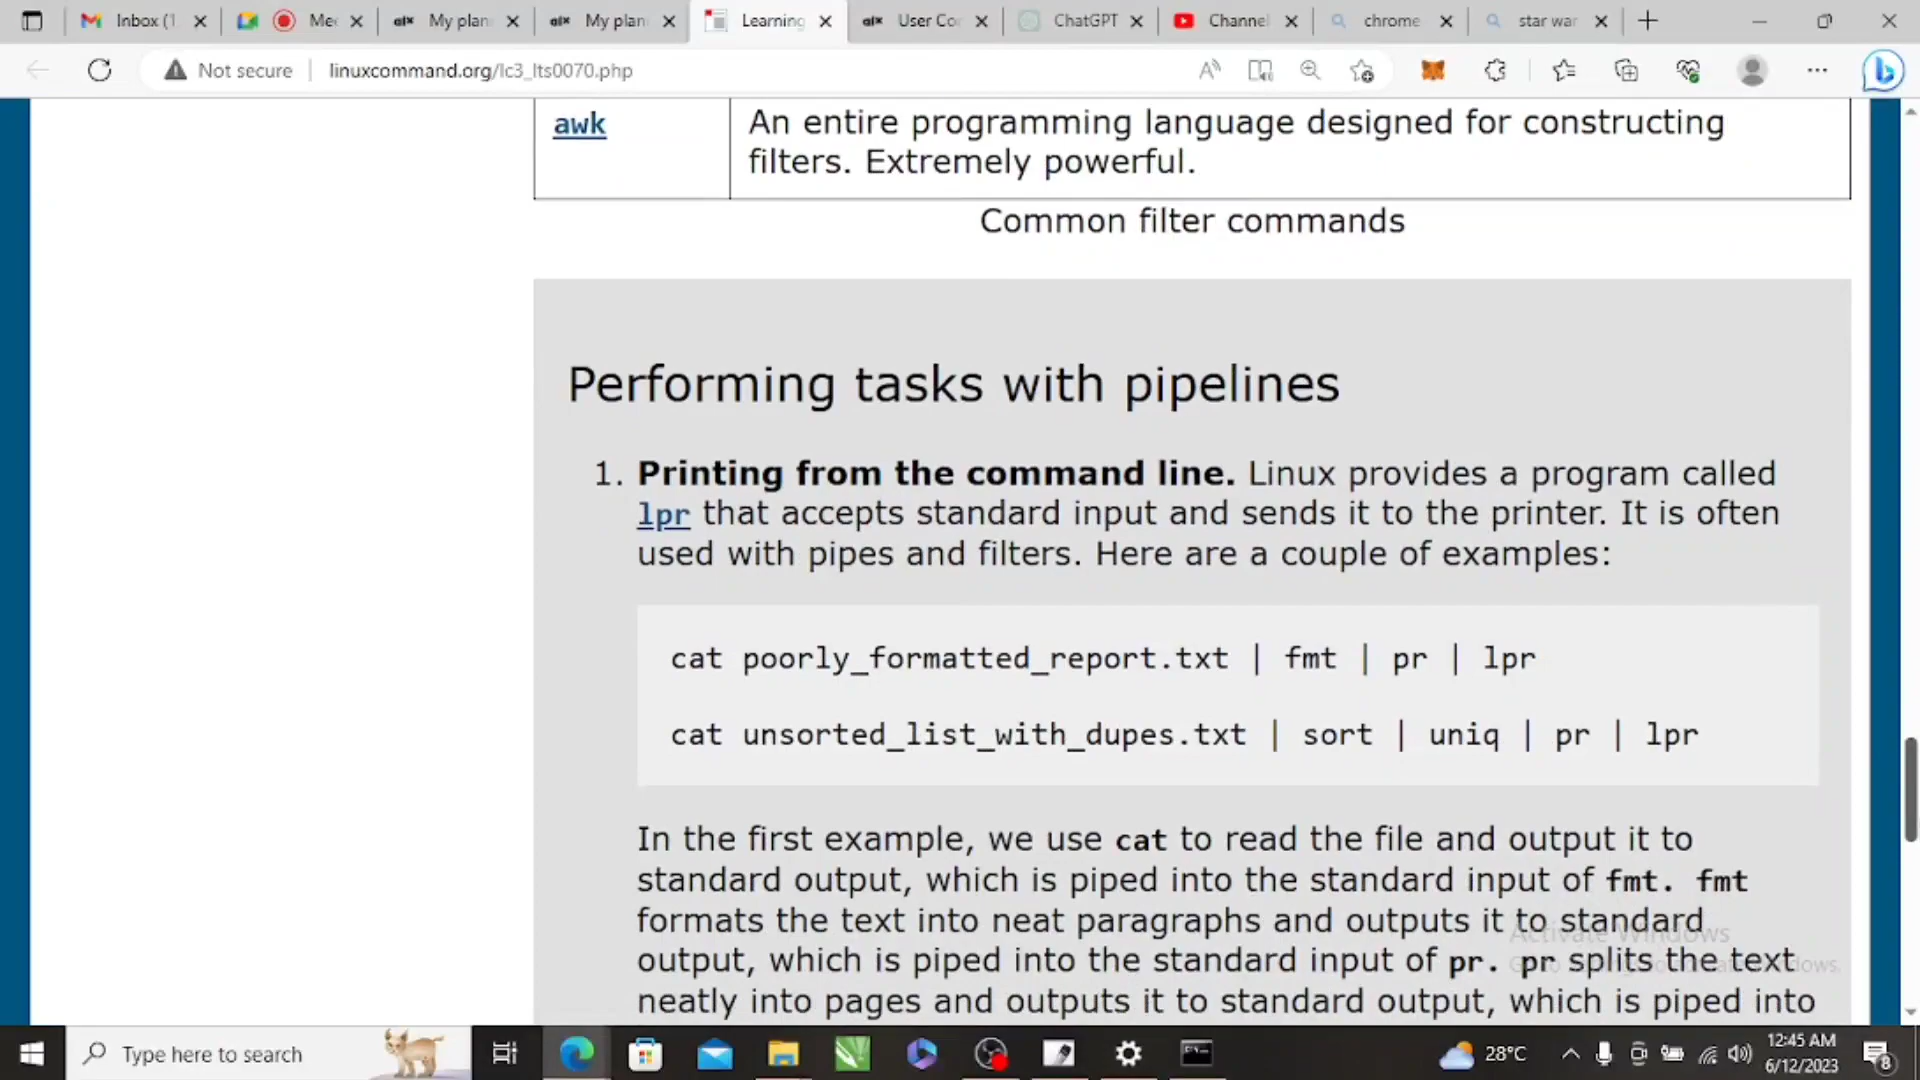 Inbox (1
Mee
My plan
My plan
Learning
User Co
ChatGPT
Channel
chrome
star war
Not secure
linuxcommand.org/lc3_lts0070.php
awk
An entire programming language designed for constructing
filters. Extremely powerful.
Common filter commands
Performing tasks with pipelines
1. Printing from the command line. Linux provides a program called
lpr that accepts standard input and sends it to the printer. It is often
used with pipes and filters. Here are a couple of examples:
cat poorly_formatted_report.txt | fmt | pr | lpr
cat unsorted_list_with_dupes.txt | sort | uniq | pr | lpr
In the first example, we use cat to read the file and output it to
standard output, which is piped into the standard input of fmt. fmt
formats the text into neat paragraphs and outputs it to standard
Activate Windows
output, which is piped into the standard input of pr. pr splits the text
neatly into pages and outputs it to standard output, which is piped into
Type here to search
28°C
12:45 AM
6/12/2023
8